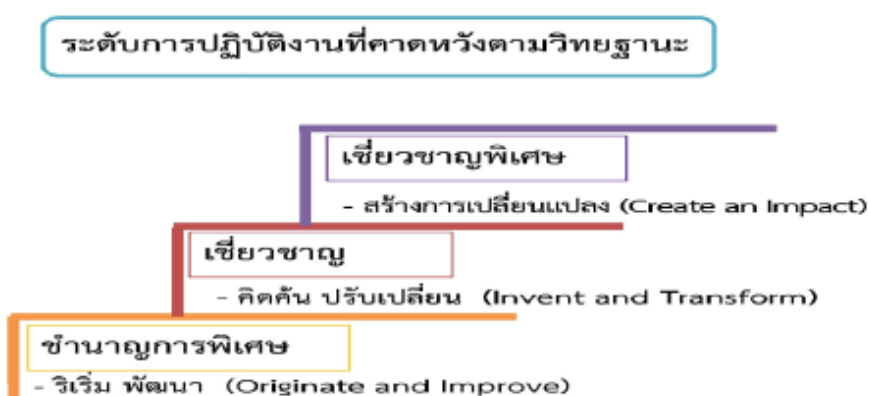 ระดับการปฏิบัติงานที่คาดหวังตามวิทยฐานะ
เชี่ยวชาญพิเศษ
- สร้างการเปลี่ยนแปลง (Create an Impact)
เชี่ยวชาญ
- คิดค้น ปรับเปลี่ยน (Invent and Transform)
ชำนาญการพิเศษ
- ริเริ่ม พัฒนา (Originate and Improve)